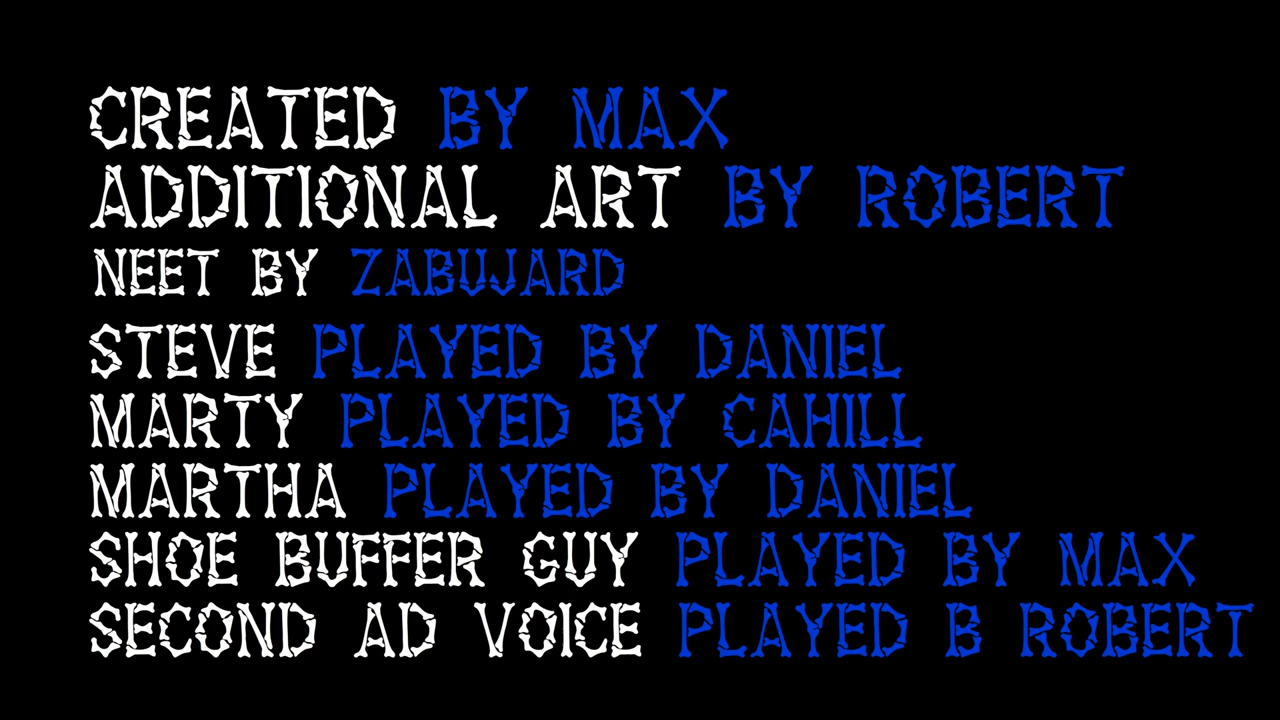 CREATED BY MAX
ADDITIONAL ART BY ROBERT
NEET BY ZABUJARD
STEVE PLAYED BY DANIEL
MARTY PLAYED BY CAHILL
MARTHA PLAYED BY DANIEL
SHOE BUFFER GUY PLAYED BY MAX
SECOND AD VOICE PLAYED B ROBERT